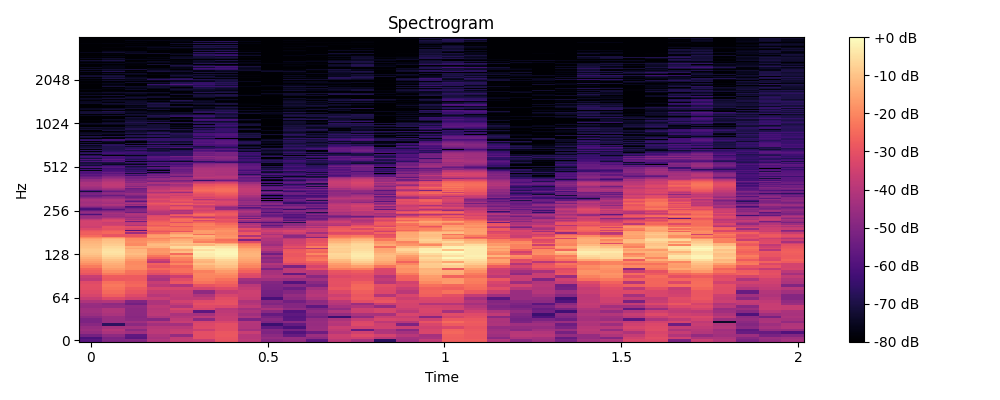 Spectrogram
Hz
2048
1024
512
256
128
64
0
0
0.5
1
1.5
2
Time
+0 dB
-10 dB
-20 dB
-30 dB
-40 dB
-50 dB
-60 dB
-70 dB
-80 dB